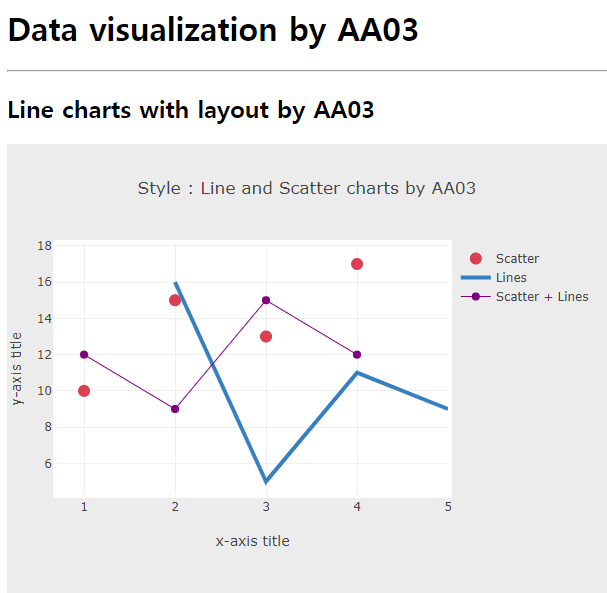 Data visualization by AA03
Line charts with layout by AA03
Style : Line and Scatter charts by AA03
18
16
14
12
10
8
6
y-axis title
1 2 3 4 5
x-axis title
Scatter
Lines
Scatter + Lines